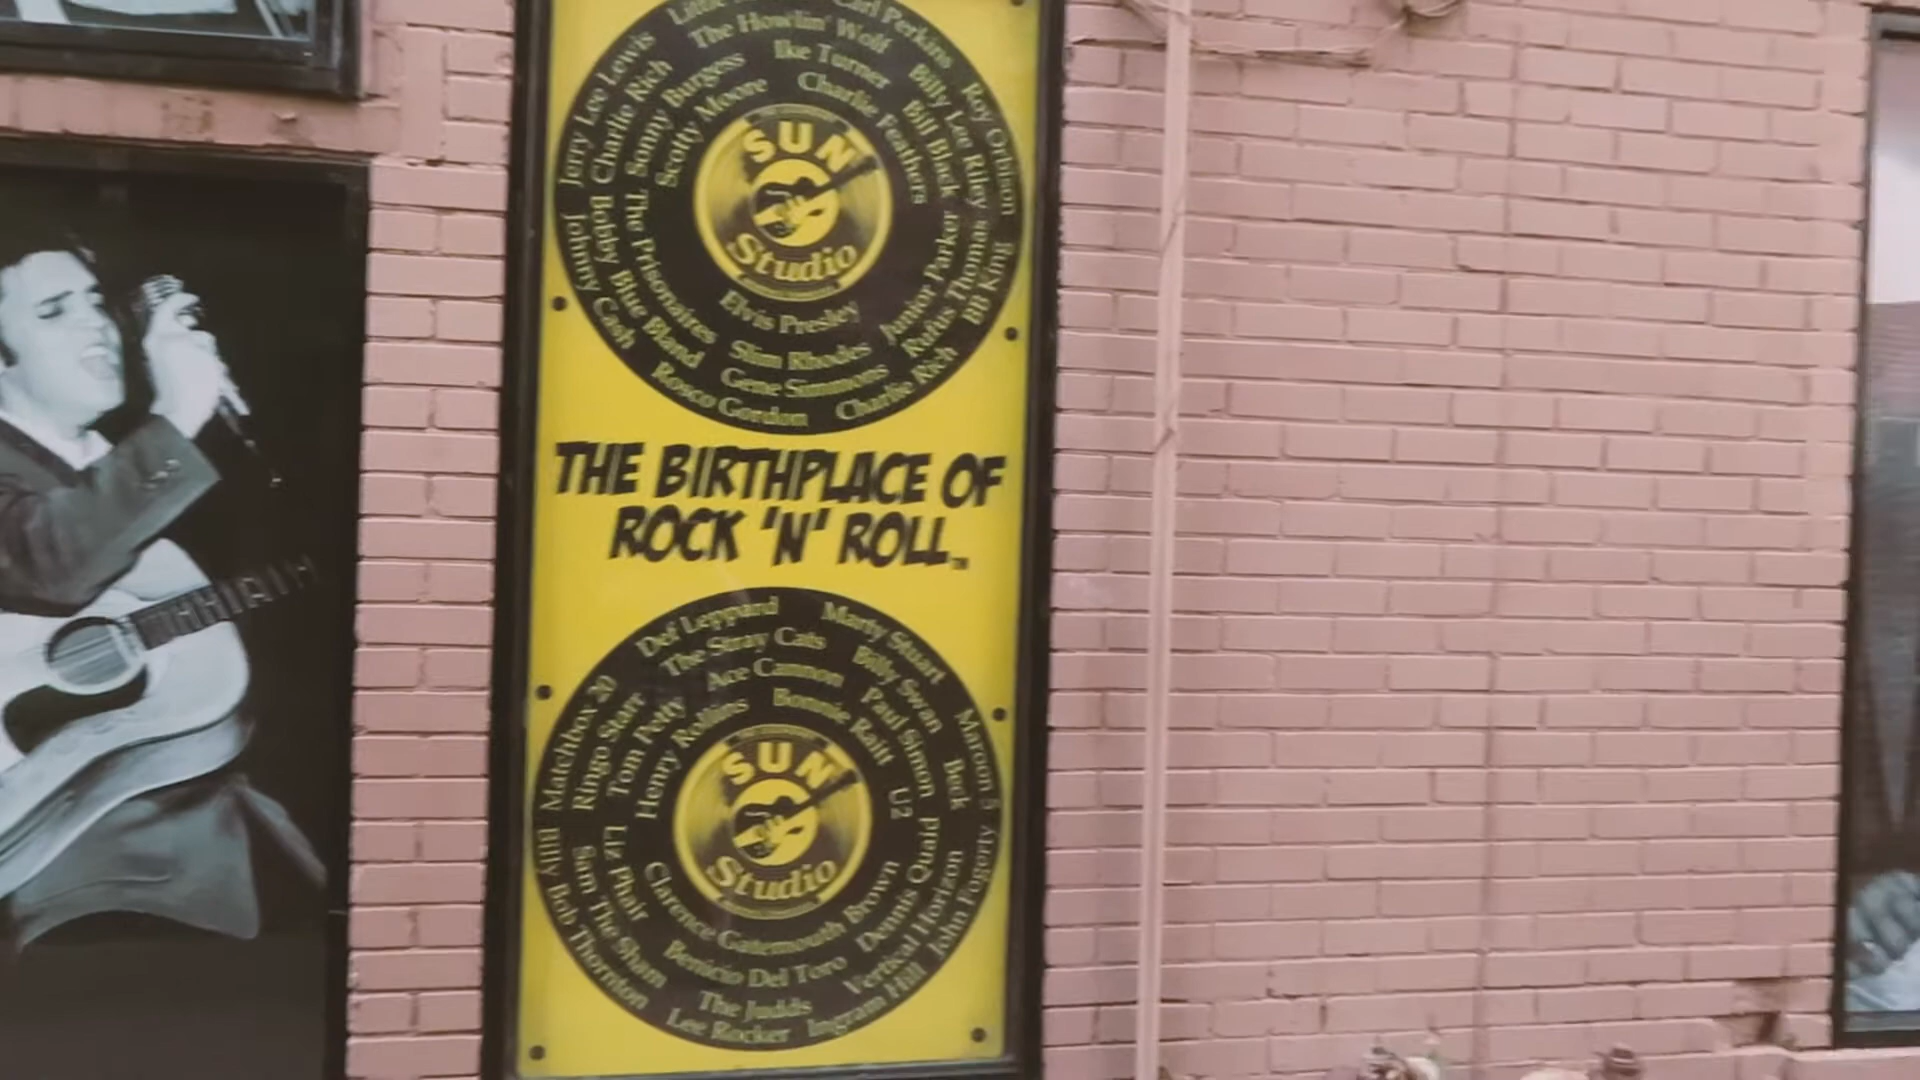 Little
Carl Perkins
The Howlin' Wolf
Ike Turner
Jerry Lee Lewis
Charlie Rich
Sonny Burgess
Scotty Moore
Charlie Feathers
Bill Black
Billy Lee Riley
Roy Orbison
SUN
Studio
Johnny Cash
Bobby Blue Bland
The Prisonaires
Elvis Presley
Junior Parker
Rufus Thomas
BB King
Slim Rhodes
Gene Simmons
Rosco Gordon
Charlie Rich
THE BIRTHPLACE OF
ROCK 'N' ROLL TM
Def Leppard
Marty Stuart
The Stray Cats
Billy Swan
Ace Cannon
Paul Simon
Matchbox 20
Ringo Starr
Tom Petty
Henry Rollins
Bonnie Raitt
U2
Beck
Maroon 5
SUN
Studio
Billy Bob Thornton
Sam The Sham
Liz Phair
Clarence Gatemouth Brown
Dennis Quaid
Vertical Horizon
John Fogerty
Benicio Del Toro
The Judds
Lee Rocker
Ingram Hill